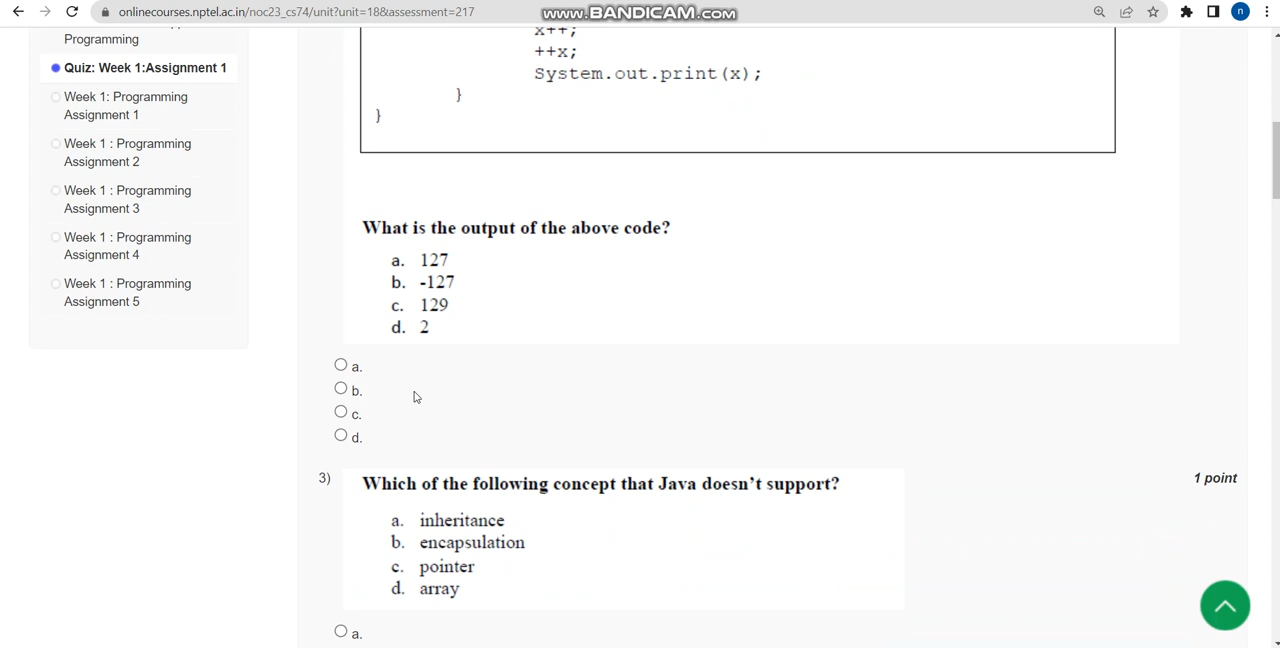 onlinecourses.nptel.ac.in/noc23_cs74/unit?unit=18&assessment=217
www.BANDICAM.com
n
Programming
Quiz: Week 1:Assignment 1
Week 1: Programming
Assignment 1
Week 1 : Programming
Assignment 2
Week 1 : Programming
Assignment 3
Week 1 : Programming
Assignment 4
Week 1 : Programming
Assignment 5
x++;
++x;
System.out.print(x);
}
}
What is the output of the above code?
a. 127
b. -127
c. 129
d. 2
a.
b.
c.
d.
3)
Which of the following concept that Java doesn't support?
1 point
a. inheritance
b. encapsulation
c. pointer
d. array
a.